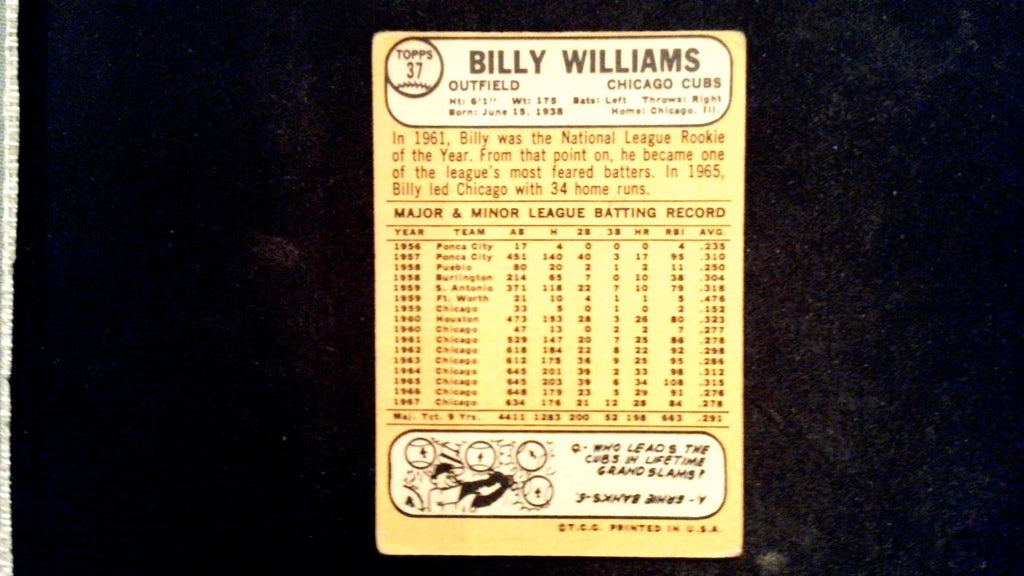 TOPPS
37
BILLY WILLIAMS
OUTFIELD CHICAGO CUBS
Ht: 6'1" Wt: 175 Bats: Left Throws: Right
Born: June 15, 1938 Home: Chicago, Ill.
In 1961, Billy was the National League Rookie
of the Year. From that point on, he became one
of the league's most feared batters. In 1965,
Billy led Chicago with 34 home runs.
MAJOR & MINOR LEAGUE BATTING RECORD
YEAR TEAM AB H 2B 3B HR RBI AVG.
1956 Ponca City 17 4 0 0 0 4 .235
1957 Ponca City 451 140 40 3 17 95 .310
1958 Pueblo 80 20 2 1 2 11 .250
1958 Burlington 214 65 7 0 10 38 .304
1959 S. Antonio 371 118 22 7 10 79 .318
1959 Ft. Worth 21 10 4 1 1 5 .476
1959 Chicago 33 5 0 1 0 2 .152
1960 Houston 473 153 28 3 26 80 .323
1960 Chicago 47 13 0 2 2 7 .277
1961 Chicago 529 147 20 7 25 86 .278
1962 Chicago 618 184 22 8 22 92 .298
1963 Chicago 612 175 36 9 25 95 .286
1964 Chicago 645 201 39 2 33 98 .312
1965 Chicago 645 203 39 6 34 108 .315
1966 Chicago 648 179 23 5 29 91 .276
1967 Chicago 634 176 21 12 28 84 .278
Maj. Tot. 9 Yrs. 4411 1283 200 52 198 663 .291
Q- WHO LEADS THE
CUBS IN LIFETIME
GRAND SLAMS?
A- ERNIE BANKS-
©T.C.G. PRINTED IN U.S.A.